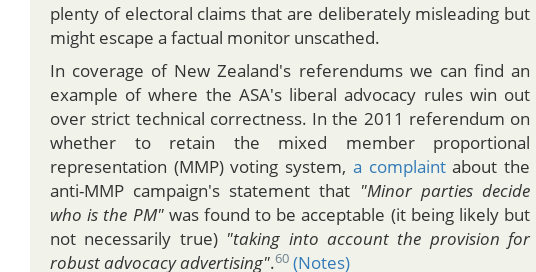 plenty of electoral claims that are deliberately misleading but
might escape a factual monitor unscathed.
In coverage of New Zealand's referendums we can find an
example of where the ASA's liberal advocacy rules win out
over strict technical correctness. In the 2011 referendum on
whether to retain the mixed member proportional
representation (MMP) voting system, a complaint about the
anti-MMP campaign's statement that "Minor parties decide
who is the PM" was found to be acceptable (it being likely but
not necessarily true) "taking into account the provision for
robust advocacy advertising".60 (Notes)